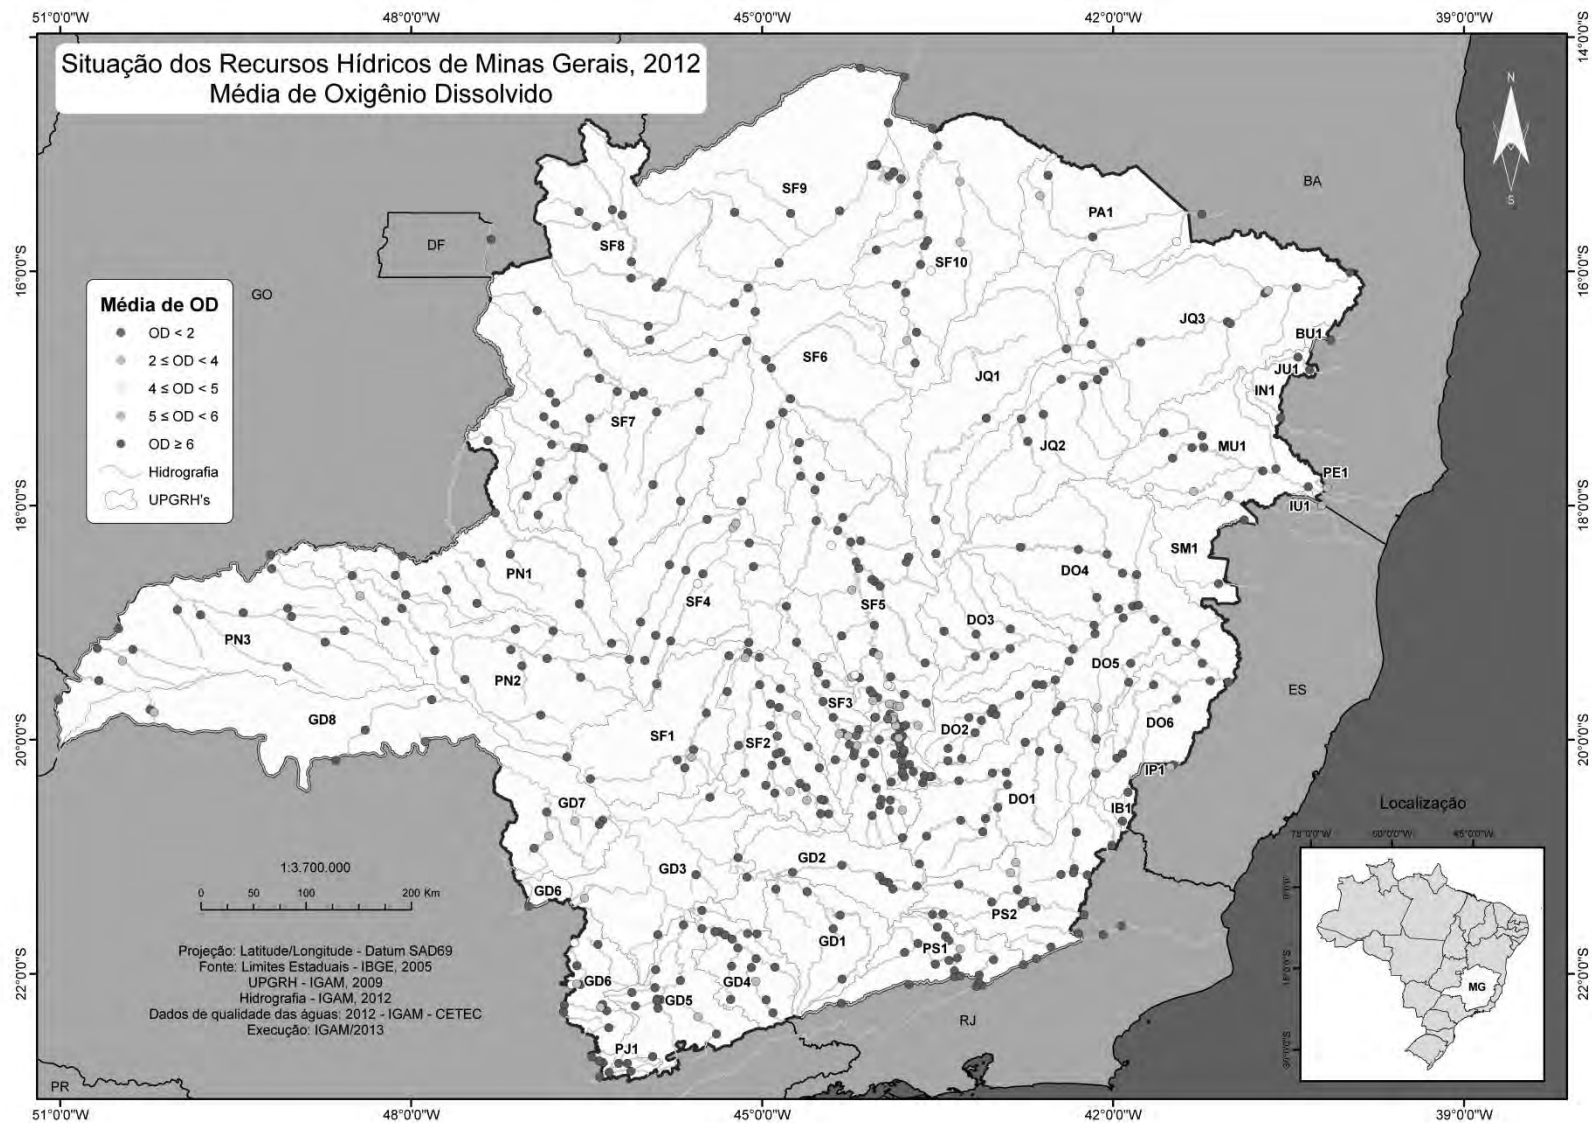 51°0'0"W 48°0'0"W 45°0'0"W 42°0'0"W 39°0'0"W
Situação dos Recursos Hídricos de Minas Gerais, 2012
Média de Oxigênio Dissolvido
14°0'0"S
N
S
BA
SF9
PA1
DF
SF8
SF10
16°0'0"S
16°0'0"S
GO
Média de OD
OD < 2
2 ≤ OD < 4
4 ≤ OD < 5
5 ≤ OD < 6
OD ≥ 6
Hidrografia
UPGRH's
JQ3
BU1
SF6
JU1
JQ1
IN1
SF7
JQ2
MU1
PE1
18°0'0"S
IU1
18°0'0"S
SM1
PN1
DO4
SF4
SF5
DO3
PN3
DO5
PN2
ES
SF3
GD8
DO6
DO2
SF1
SF2
20°0'0"S
20°0'0"S
IP1
GD7
DO1
IB1
Localização
75°0'0"W 60°0'0"W 45°0'0"W
1:3.700.000
0 50 100 200 Km
GD3
GD2
GD6
PS2
GD1
PS1
MG
Projeção: Latitude/Longitude - Datum SAD69
Fonte: Limites Estaduais - IBGE, 2005
UPGRH - IGAM, 2009
Hidrografia - IGAM, 2012
Dados de qualidade das águas: 2012 - IGAM - CETEC
Execução: IGAM/2013
22°0'0"S
22°0'0"S
GD6
GD4
GD5
RJ
PJ1
PR
51°0'0"W 48°0'0"W 45°0'0"W 42°0'0"W 39°0'0"W